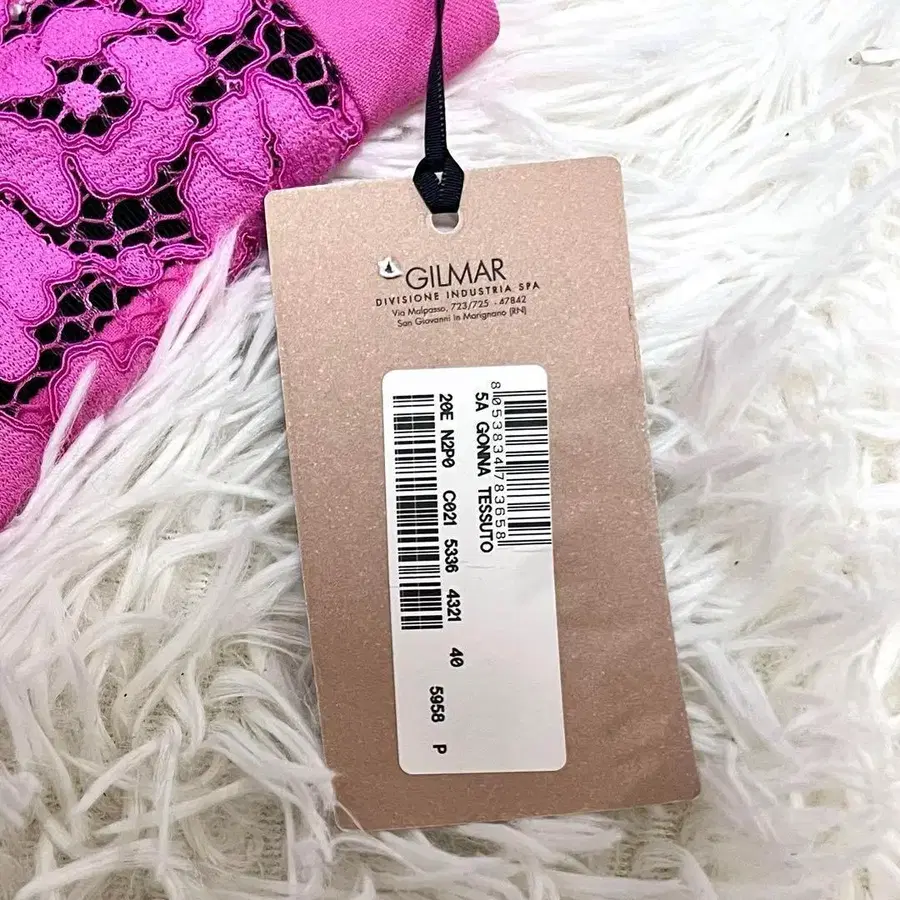 GILMAR
DIVISIONE INDUSTRIA SPA
Via Malpasso, 723/725 - 47842
San Giovanni in Marignano (RN)
8053834783658
5A GONNA TESSUTO
20E N2P0 C021 5336 4321 40 5958 P